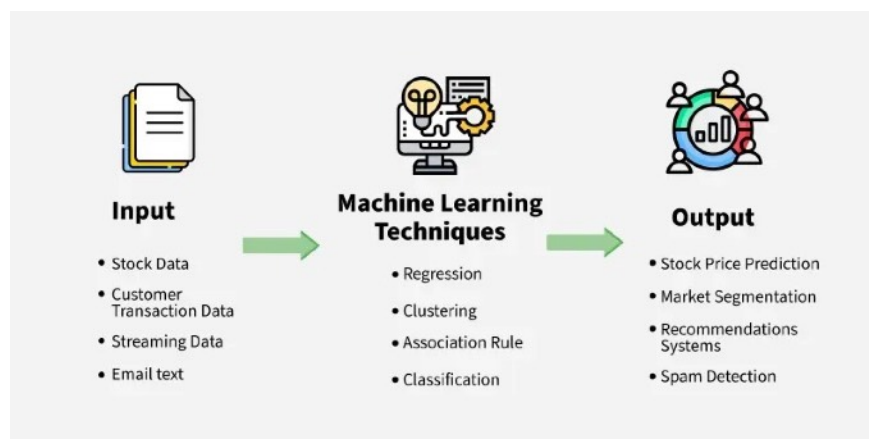 Input
• Stock Data
• Customer
Transaction Data
• Streaming Data
• Email text
Machine Learning
Techniques
• Regression
• Clustering
• Association Rule
• Classification
Output
• Stock Price Prediction
• Market Segmentation
• Recommendations
Systems
• Spam Detection